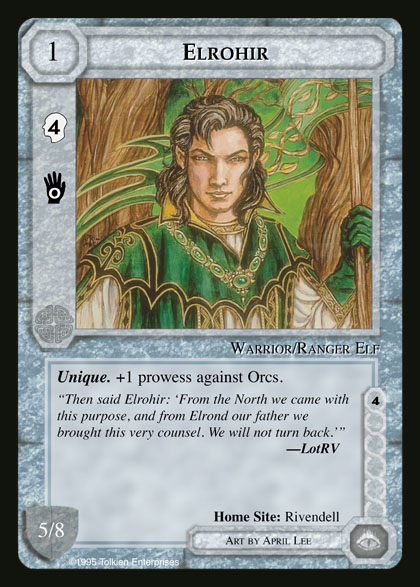 1
ELROHIR
4
WARRIOR/RANGER ELF
Unique. +1 prowess against Orcs.
“Then said Elrohir: ‘From the North we came with
this purpose, and from Elrond our father we
brought this very counsel. We will not turn back.’”
—LotRV
4
5/8
Home Site: Rivendell
ART BY APRIL LEE
©1995 Tolkien Enterprises